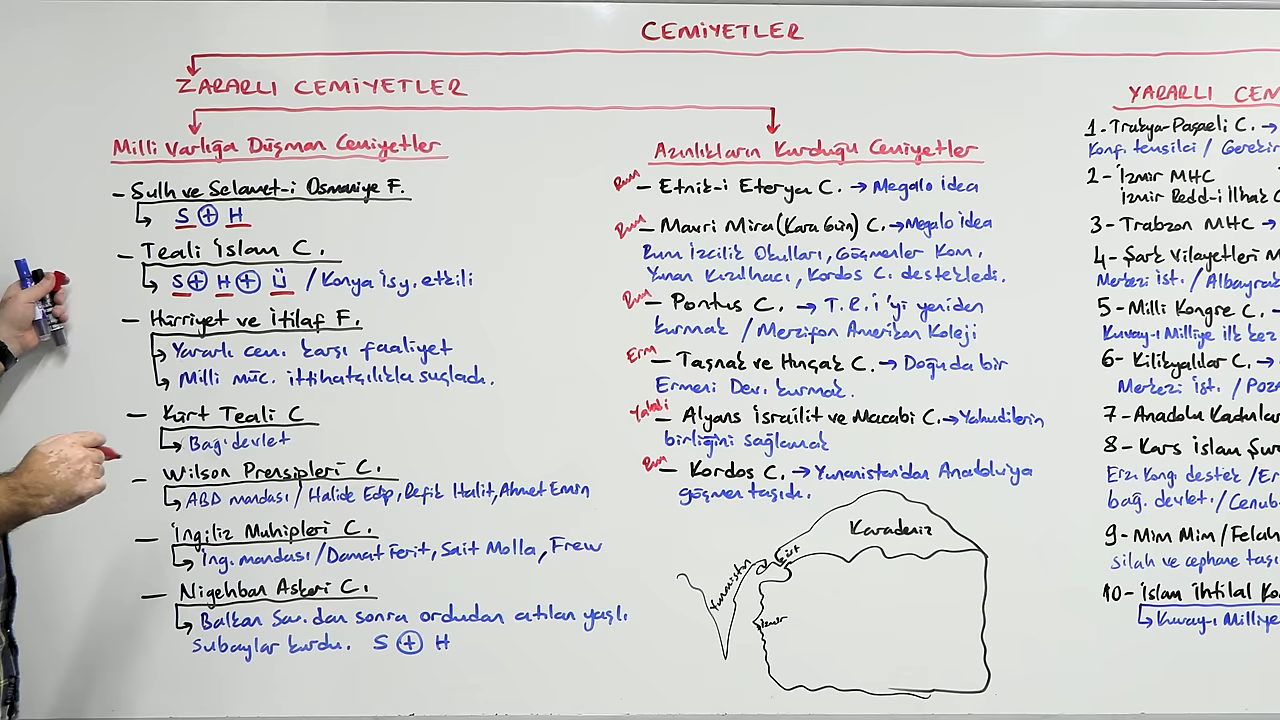 CEMİYETLER
ZARARLI CEMİYETLER
Milli Varlığa Düşman Cemiyetler
- Sulh ve Selamet-i Osmaniye F.
S + H
- Teali İslam C.
S + H + Ü / Konya isy. etkili
- Hürriyet ve İtilaf F.
Yararlı cem. karşı faaliyet
Milli müc. ittihatçılıkla suçladı.
- Kürt Teali C
Bağ. devlet
- Wilson Prensipleri C.
ABD mandası / Halide Edip, Refik Halit, Ahmet Emin
- İngiliz Muhipleri C.
İng. mandası / Damat Ferit, Sait Molla, Frew
- Nigehban Askeri C.
Balkan Sav. dan sonra ordudan atılan yaşlı
subaylar kurdu. S + H
Azınlıkların Kurduğu Cemiyetler
Rum - Etnik-i Eterya C. → Megalo idea
Rum - Mavri Mira (Kara Gün) C. → Megalo idea
Rum İzcilik Okulları, Göçmenler Kom,
Yunan Kızılhacı, Kordos C. destekledi.
Rum - Pontus C. → T.R.İ'yi yeniden
kurmak / Merzifon Amerikan Koleji
Erm - Taşnak ve Hınçak C. → Doğuda bir
Ermeni Dev. kurmak.
Yahudi - Alyans İsrailit ve Macabi C. → Yahudilerin
birliğini sağlamak
Rum - Kordos C. → Yunanistan'dan Anadolu'ya
göçmen taşıdı.
Karadeniz
Yunanistan
İzmir
YARARLI CEM
1- Trakya-Paşaeli C. →
Konf. temsilci / Gerekir
2- İzmir MHC
İzmir Redd-i İlhak C
3- Trabzon MHC →
4- Şark Vilayetleri M
Merkezi ist. / Albayrak
5- Milli Kongre C. →
Kuvay-ı Milliye ilk kez
6- Kilikyalılar C. →
Merkezi ist. / Poza
7- Anadolu Kadınlar
8- Kars İslam Şura
Erz. Kong. destek / Er
bağ. devlet. / Cenub
9- Mim Mim / Felah
silah ve cephane taşı
10- İslam ihtilal Ko
Kuvay-ı Milliye